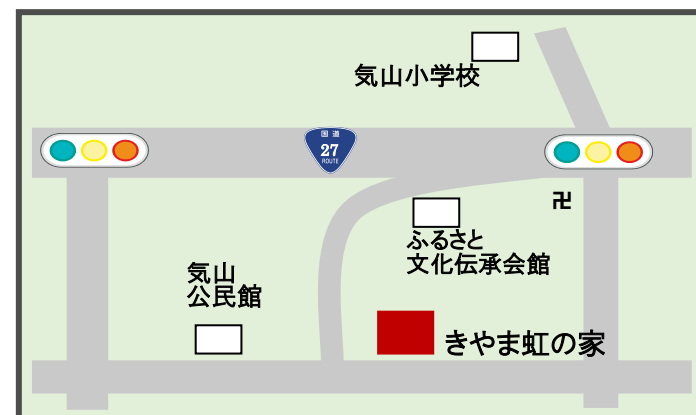 気山小学校
国道
27
ROUTE
卍
ふるさと
文化伝承会館
気山
公民館
きやま虹の家